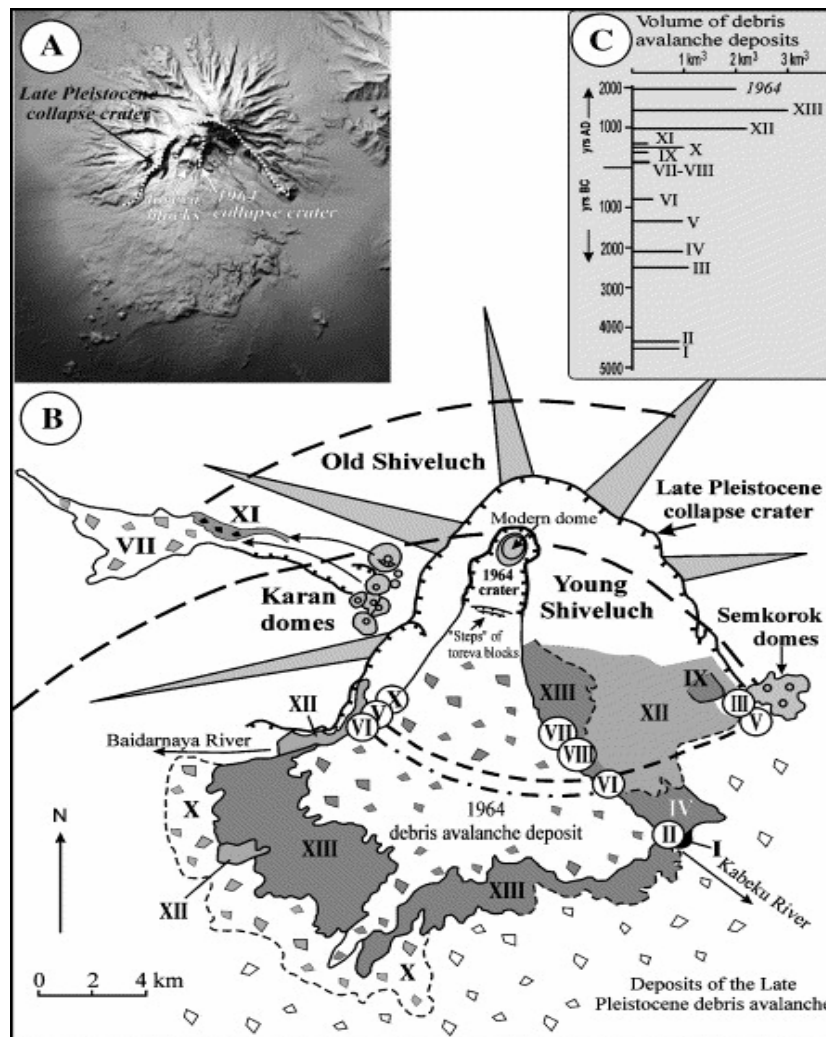 A
Late Pleistocene
collapse crater
toreva
blocks
1964
collapse crater
C
Volume of debris
avalanche deposits
1 km³ 2 km³ 3 km³
2000
1000
1000
2000
3000
4000
5000
yrs AD
yrs BC
1964
XIII
XII
XI
X
IX
VII-VIII
VI
V
IV
III
II
I
B
Old Shiveluch
Late Pleistocene
collapse crater
Modern dome
1964
crater
Young
Shiveluch
"Steps" of
toreva blocks
Karan
domes
Semkorok
domes
XI
VII
XIII
XII
IX
III
V
X
V
VI
XII
VII
VIII
VI
Baidarnaya River
IV
II
I
Kabeku River
1964
debris avalanche deposit
X
XIII
XII
XIII
X
N
0 2 4 km
Deposits of the Late
Pleistocene debris avalanche